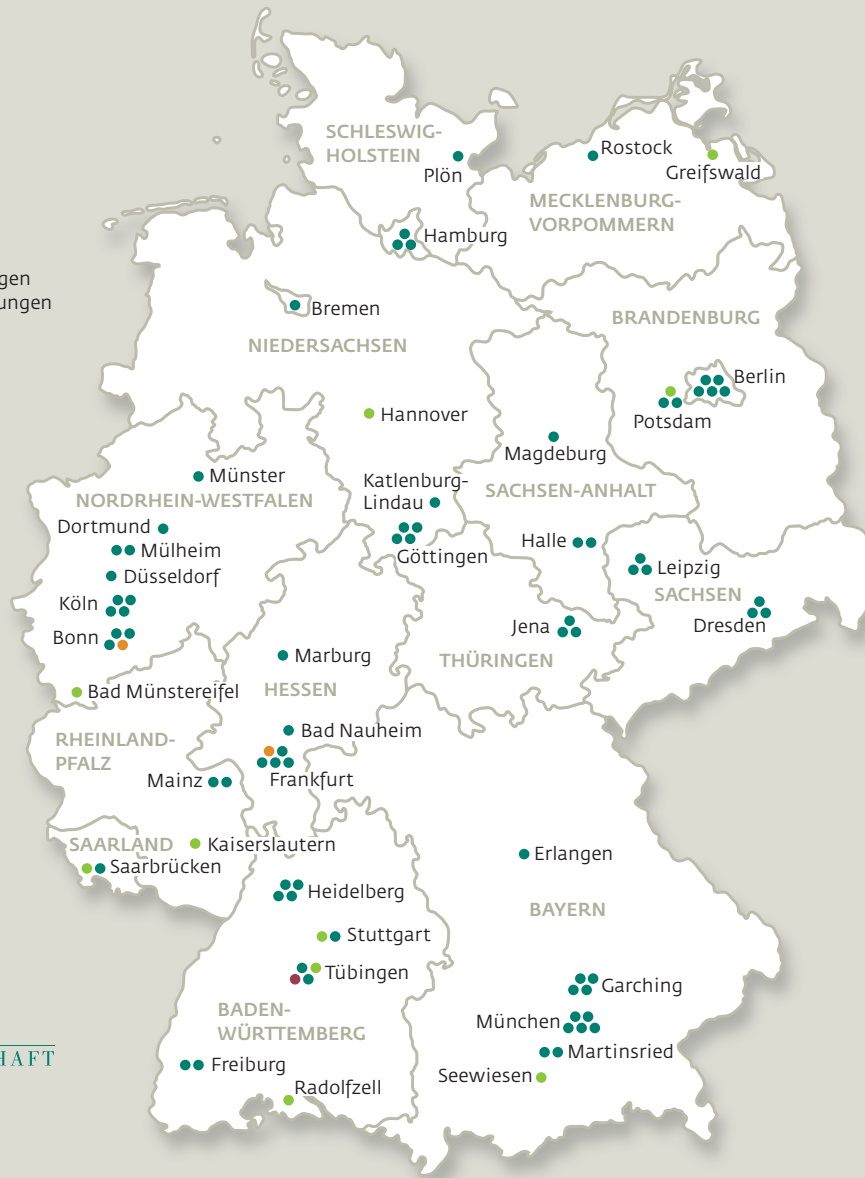 SCHLESWIG-
HOLSTEIN
Plön
Rostock
Greifswald
MECKLENBURG-
VORPOMMERN
Hamburg
Bremen
NIEDERSACHSEN
BRANDENBURG
Berlin
Potsdam
Hannover
Magdeburg
SACHSEN-ANHALT
Münster
NORDRHEIN-WESTFALEN
Katlenburg-
Lindau
Göttingen
Dortmund
Mülheim
Düsseldorf
Köln
Bonn
Halle
Leipzig
SACHSEN
Dresden
Jena
THÜRINGEN
Marburg
HESSEN
Bad Münstereifel
Bad Nauheim
RHEINLAND-
PFALZ
Mainz
Frankfurt
SAARLAND
Kaiserslautern
Saarbrücken
Erlangen
Heidelberg
BAYERN
Stuttgart
Tübingen
Garching
BADEN-
WÜRTTEMBERG
München
Martinsried
Freiburg
Seewiesen
Radolfzell